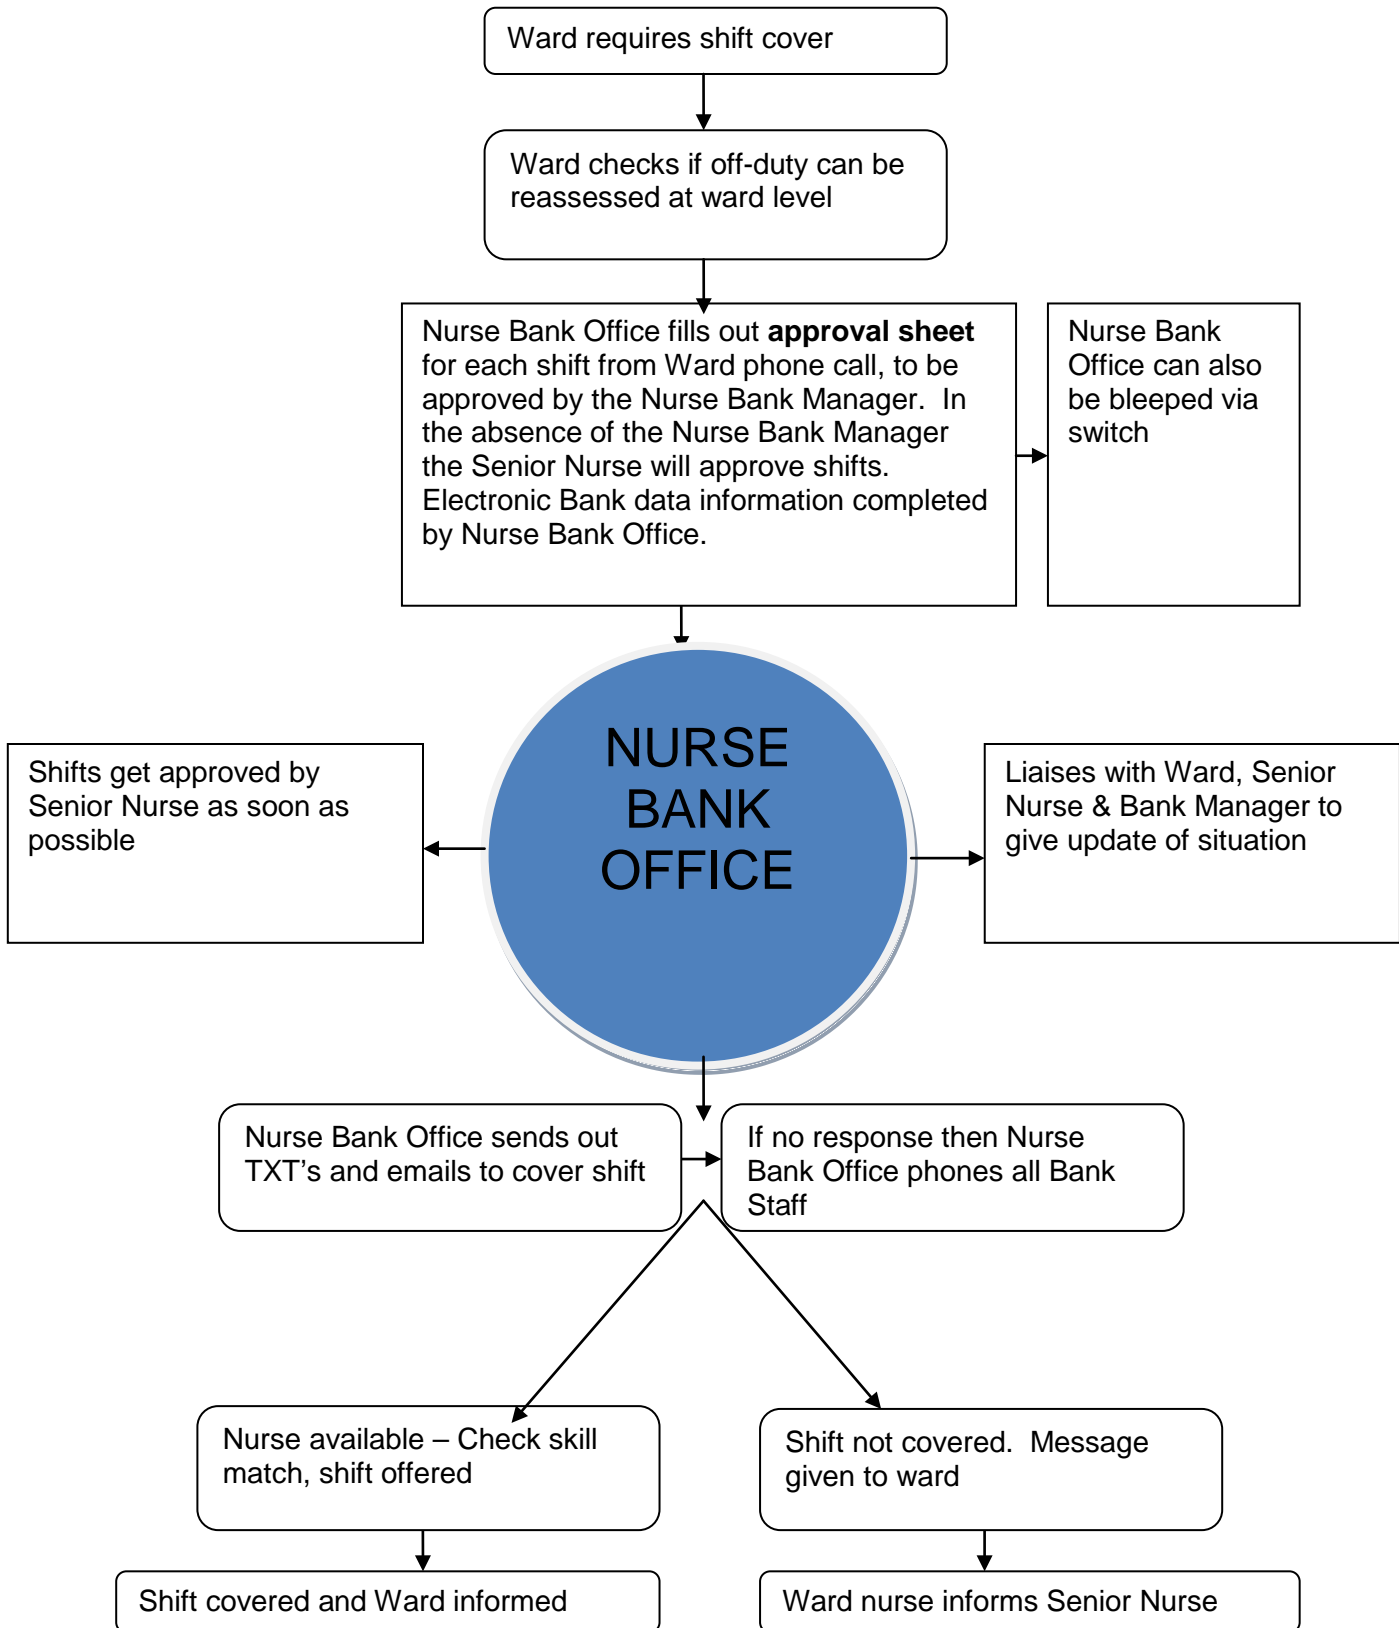 Ward requires shift cover
Ward checks if off-duty can be
reassessed at ward level
Nurse Bank Office fills out approval sheet
for each shift from Ward phone call, to be
approved by the Nurse Bank Manager.  In
the absence of the Nurse Bank Manager
the Senior Nurse will approve shifts.
Electronic Bank data information completed
by Nurse Bank Office.
Nurse Bank
Office can also
be bleeped via
switch
NURSE
BANK
OFFICE
Shifts get approved by
Senior Nurse as soon as
possible
Liaises with Ward, Senior
Nurse & Bank Manager to
give update of situation
Nurse Bank Office sends out
TXT’s and emails to cover shift
If no response then Nurse
Bank Office phones all Bank
Staff
Nurse available – Check skill
match, shift offered
Shift not covered.  Message
given to ward
Shift covered and Ward informed
Ward nurse informs Senior Nurse